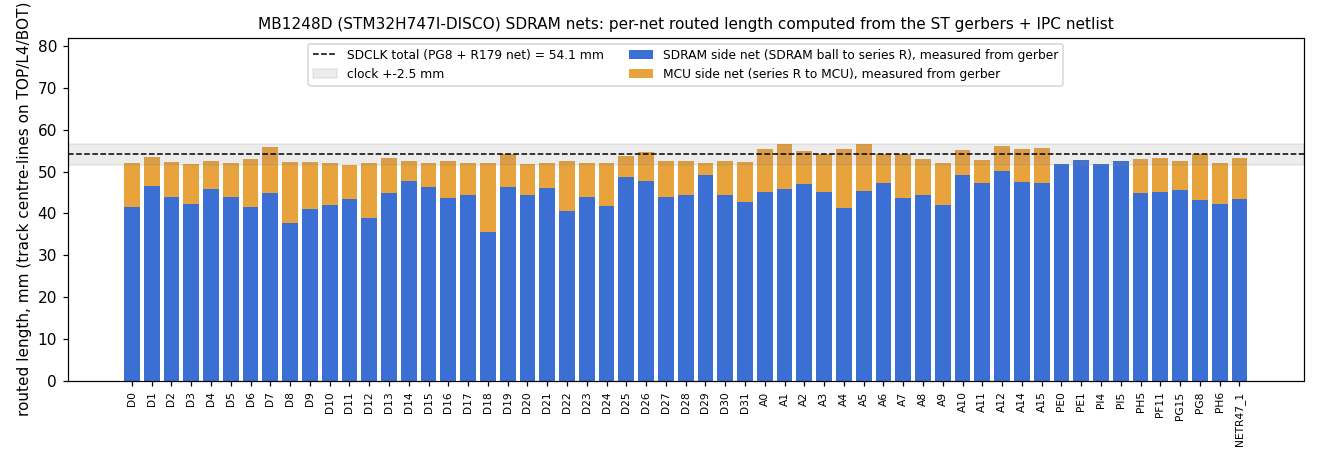 MB1248D (STM32H747I-DISCO) SDRAM nets: per-net routed length computed from the ST gerbers + IPC netlist
SDCLK total (PG8 + R179 net) = 54.1 mm
clock +-2.5 mm
SDRAM side net (SDRAM ball to series R), measured from gerber
MCU side net (series R to MCU), measured from gerber
routed length, mm (track centre-lines on TOP/L4/BOT)
80
70
60
50
40
30
20
10
0
D0 D1 D2 D3 D4 D5 D6 D7 D8 D9 D10 D11 D12 D13 D14 D15 D16 D17 D18 D19 D20 D21 D22 D23 D24 D25 D26 D27 D28 D29 D30 D31 A0 A1 A2 A3 A4 A5 A6 A7 A8 A9 A10 A11 A12 A14 A15 PE0 PE1 PI4 PI5 PH5 PF11 PG15 PG8 PH6 NETR47_1